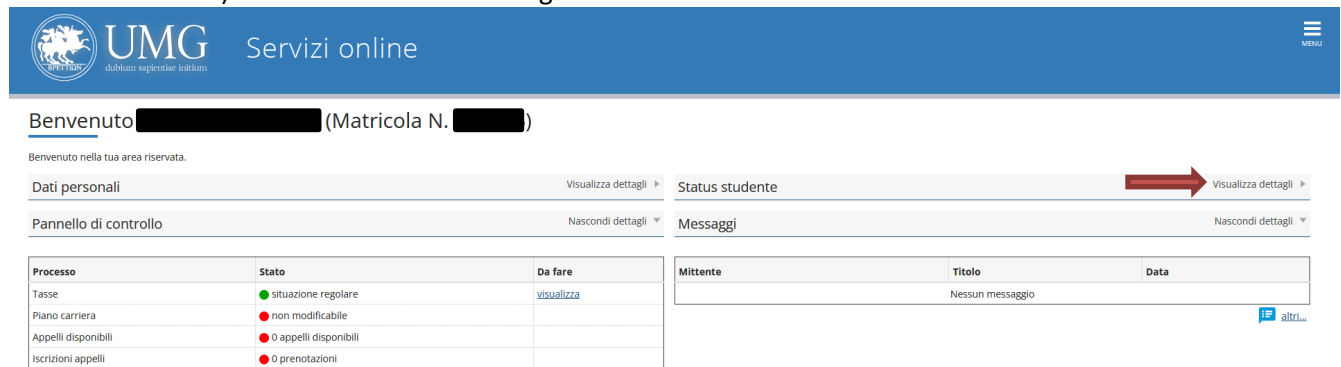 UMG
dubium sapientiae initium
Servizi online
MENU
Benvenuto (Matricola N. )
Benvenuto nella tua area riservata.
Dati personali Visualizza dettagli
Status studente Visualizza dettagli
Pannello di controllo Nascondi dettagli
Messaggi Nascondi dettagli
Processo Stato Da fare
Tasse situazione regolare visualizza
Piano carriera non modificabile
Appelli disponibili 0 appelli disponibili
Iscrizioni appelli 0 prenotazioni
Mittente Titolo Data
Nessun messaggio
altri...